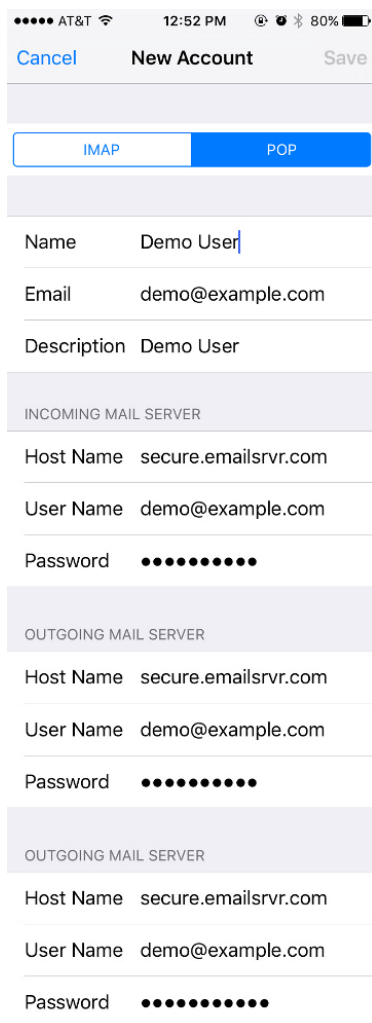 AT&T 12:52 PM 80%
Cancel New Account Save
IMAP POP
Name Demo User
Email demo@example.com
Description Demo User
INCOMING MAIL SERVER
Host Name secure.emailsrvr.com
User Name demo@example.com
Password ●●●●●●●●●●
OUTGOING MAIL SERVER
Host Name secure.emailsrvr.com
User Name demo@example.com
Password ●●●●●●●●●●
OUTGOING MAIL SERVER
Host Name secure.emailsrvr.com
User Name demo@example.com
Password ●●●●●●●●●●●